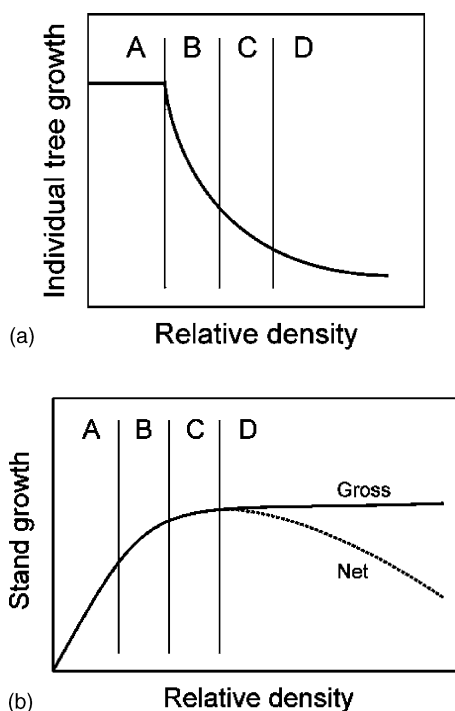 A B C D
Individual tree growth
Relative density
(a)
A B C D
Gross
Net
Stand growth
Relative density
(b)